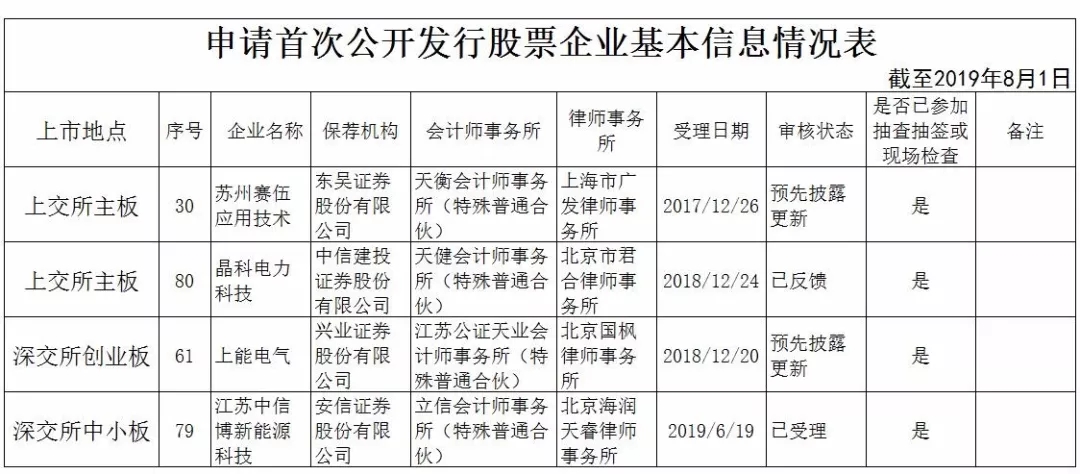 申请首次公开发行股票企业基本信息情况表
截至2019年8月1日
上市地点 序号 企业名称 保荐机构 会计师事务所 律师事务所 受理日期 审核状态 是否已参加抽查抽签或现场检查 备注
上交所主板 30 苏州赛伍应用技术 东吴证券股份有限公司 天衡会计师事务所（特殊普通合伙） 上海市广发律师事务所 2017/12/26 预先披露更新 是
上交所主板 80 晶科电力科技 中信建投证券股份有限公司 天健会计师事务所（特殊普通合伙） 北京市君合律师事务所 2018/12/24 已反馈 是
深交所创业板 61 上能电气 兴业证券股份有限公司 江苏公证天业会计师事务所（特殊普通合伙） 北京国枫律师事务所 2018/12/20 预先披露更新 是
深交所中小板 79 江苏中信博新能源科技 安信证券股份有限公司 立信会计师事务所（特殊普通合伙） 北京海润天睿律师事务所 2019/6/19 已受理 是